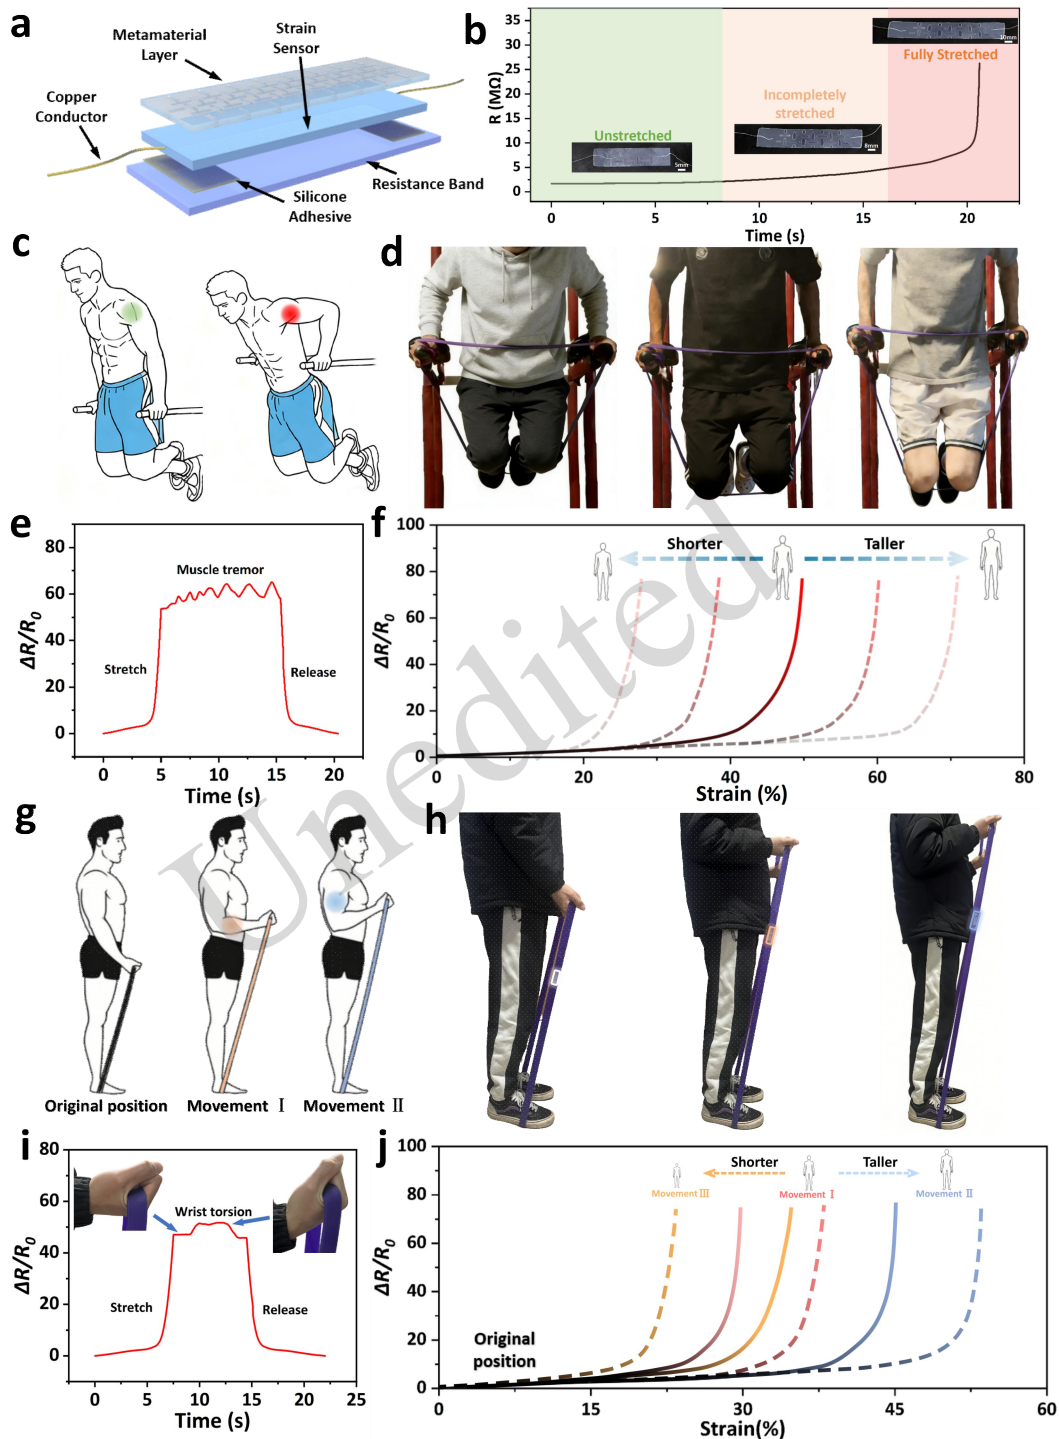 a
Metamaterial
Layer
Strain
Sensor
Copper
Conductor
Resistance Band
Silicone
Adhesive
b
R (MΩ)
35
30
25
20
15
10
5
0
Unstretched
5mm
Incompletely
stretched
8mm
Fully Stretched
10mm
0 5 10 15 20
Time (s)
c
d
e
ΔR/R0
80
60
40
20
0
Muscle tremor
Stretch
Release
0 5 10 15 20
Time (s)
f
ΔR/R0
100
80
60
40
20
0
Shorter
Taller
0 20 40 60 80
Strain (%)
Unedited
g
Original position
Movement Ⅰ
Movement Ⅱ
h
i
ΔR/R0
80
60
40
20
0
Wrist torsion
Stretch
Release
0 5 10 15 20 25
Time (s)
j
ΔR/R0
100
80
60
40
20
0
Shorter
Taller
Movement Ⅲ
Movement Ⅰ
Movement Ⅱ
Original
position
0 15 30 45 60
Strain(%)